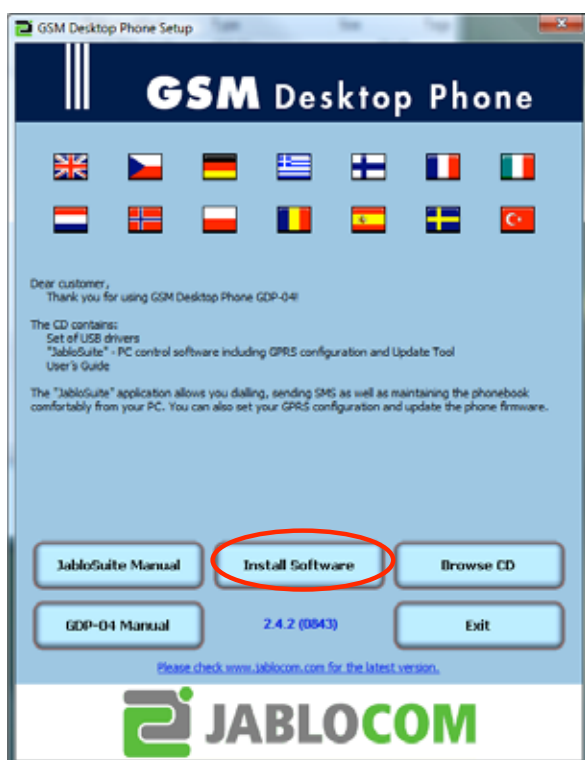 GSM Desktop Phone Setup
GSM Desktop Phone
Dear customer,
Thank you for using GSM Desktop Phone GDP-04!
The CD contains:
Set of USB drivers
"JabloSuite" - PC control software including GPRS configuration and Update Tool
User's Guide
The "JabloSuite" application allows you dialling, sending SMS as well as maintaining the phonebook
comfortably from your PC. You can also set your GPRS configuration and update the phone firmware.
JabloSuite Manual
Install Software
Browse CD
GDP-04 Manual
2.4.2 (0843)
Exit
Please check www.jablocom.com for the latest version.
JABLOCOM